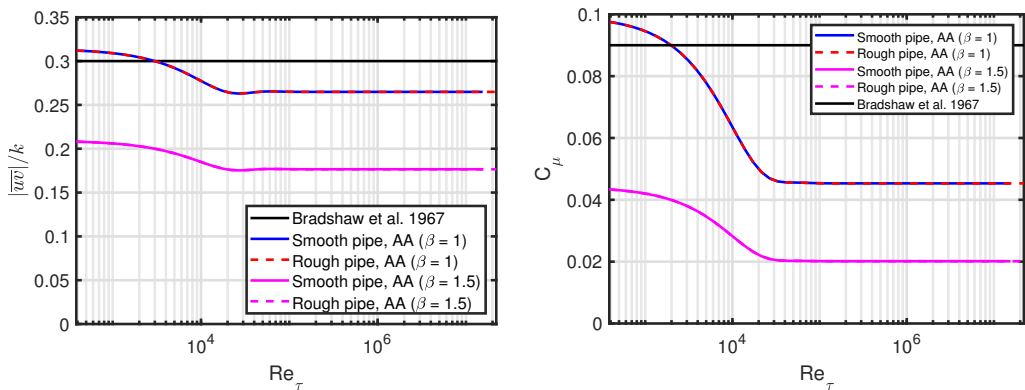 |uv|/k
0.35
0.3
0.25
0.2
0.15
0.1
0.05
0
10^4
10^6
Re_τ
Bradshaw et al. 1967
Smooth pipe, AA (β = 1)
Rough pipe, AA (β = 1)
Smooth pipe, AA (β = 1.5)
Rough pipe, AA (β = 1.5)
C_μ
0.1
0.08
0.06
0.04
0.02
0
10^4
10^6
Re_τ
Smooth pipe, AA (β = 1)
Rough pipe, AA (β = 1)
Smooth pipe, AA (β = 1.5)
Rough pipe, AA (β = 1.5)
Bradshaw et al. 1967